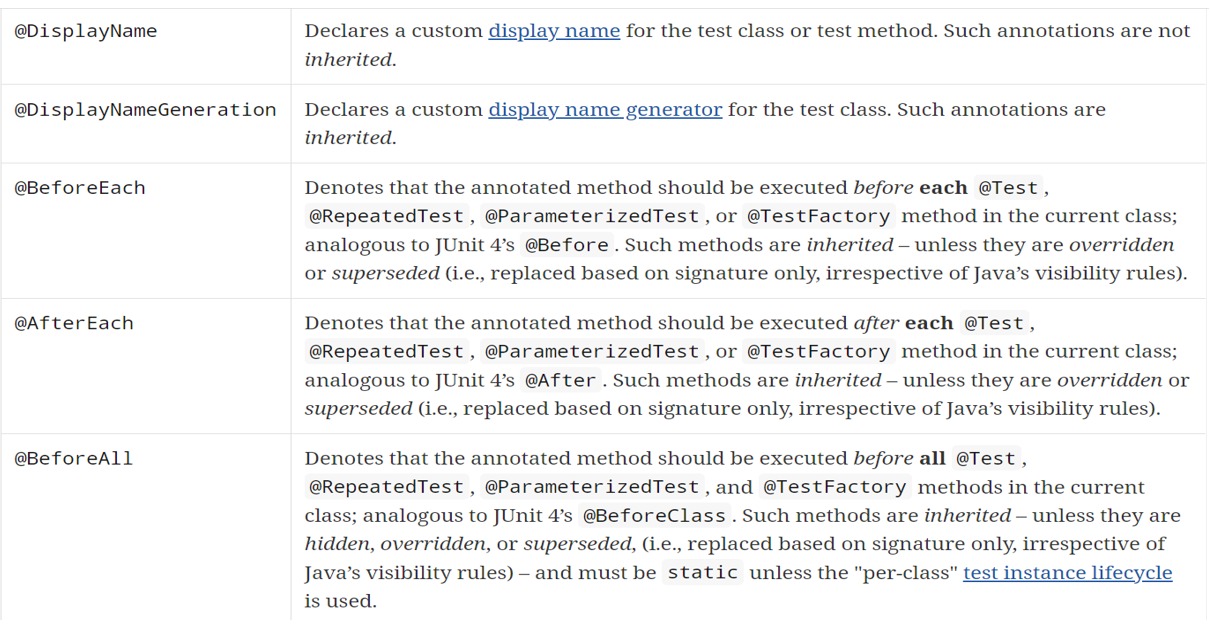 @DisplayName
Declares a custom display name for the test class or test method. Such annotations are not
inherited.
@DisplayNameGeneration
Declares a custom display name generator for the test class. Such annotations are
inherited.
@BeforeEach
Denotes that the annotated method should be executed before each @Test,
@RepeatedTest, @ParameterizedTest, or @TestFactory method in the current class;
analogous to JUnit 4’s @Before. Such methods are inherited – unless they are overridden
or superseded (i.e., replaced based on signature only, irrespective of Java’s visibility rules).
@AfterEach
Denotes that the annotated method should be executed after each @Test,
@RepeatedTest, @ParameterizedTest, or @TestFactory method in the current class;
analogous to JUnit 4’s @After. Such methods are inherited – unless they are overridden or
superseded (i.e., replaced based on signature only, irrespective of Java’s visibility rules).
@BeforeAll
Denotes that the annotated method should be executed before all @Test,
@RepeatedTest, @ParameterizedTest, and @TestFactory methods in the current
class; analogous to JUnit 4’s @BeforeClass. Such methods are inherited – unless they are
hidden, overridden, or superseded, (i.e., replaced based on signature only, irrespective of
Java’s visibility rules) – and must be static unless the "per-class" test instance lifecycle
is used.